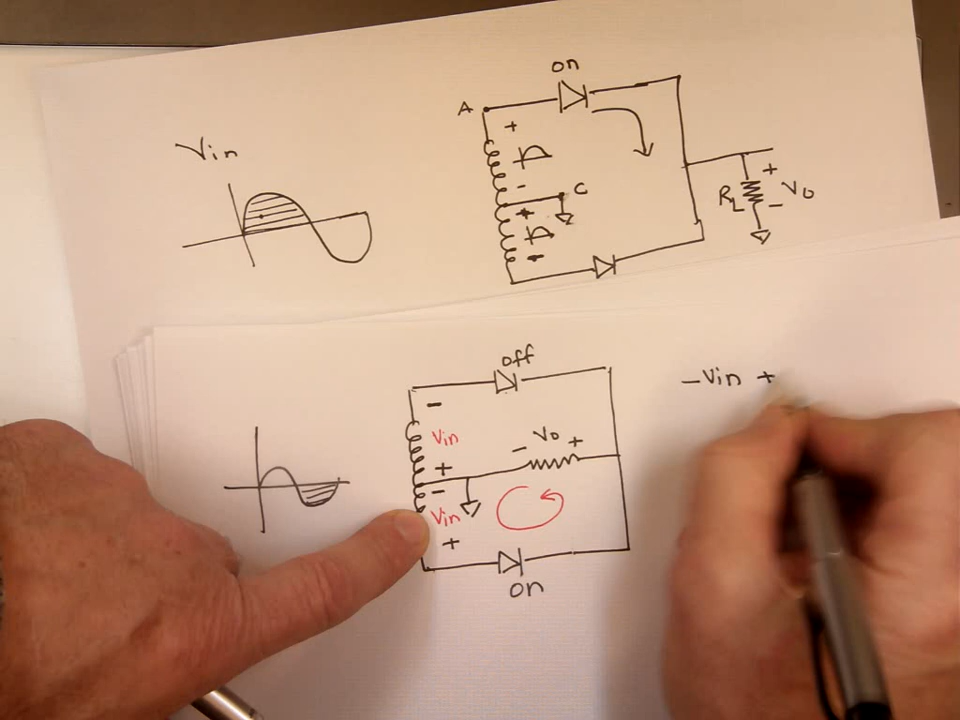 on
A
+
Vin
-
C
+
+
RL
Vo
-
off
-
-Vin +
Vin
-
Vo
+
+
-
Vin
+
on